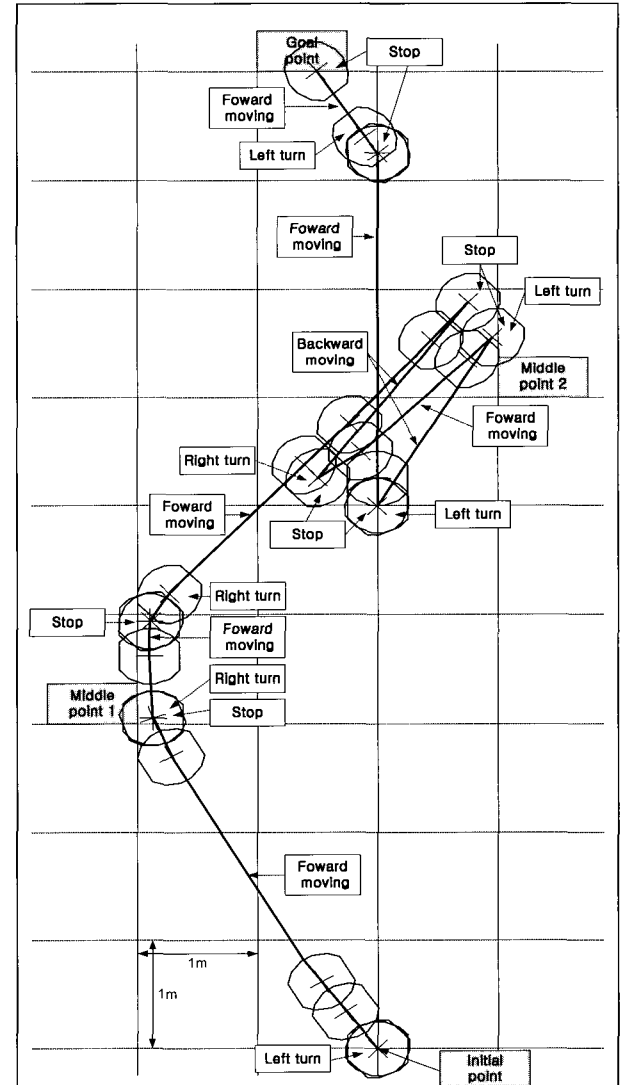 Goal
point
Stop
Foward
moving
Left turn
Foward
moving
Stop
Left turn
Backward
moving
Middle
point 2
Foward
moving
Right turn
Foward
moving
Stop
Left turn
Right turn
Stop
Foward
moving
Right turn
Middle
point 1
Stop
Foward
moving
1m
1m
Left turn
Initial
point